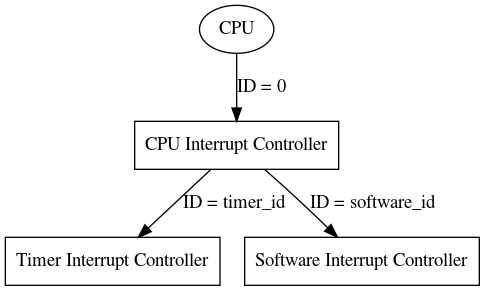 CPU
ID = 0
CPU Interrupt Controller
ID = timer_id
ID = software_id
Timer Interrupt Controller
Software Interrupt Controller